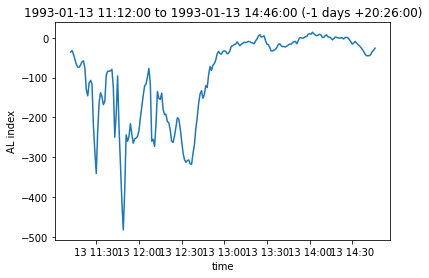 1993-01-13 11:12:00 to 1993-01-13 14:46:00 (-1 days +20:26:00)
AL index
0
−100
−200
−300
−400
−500
13 11:30 13 12:00 13 12:30 13 13:00 13 13:30 13 14:00 13 14:30
time